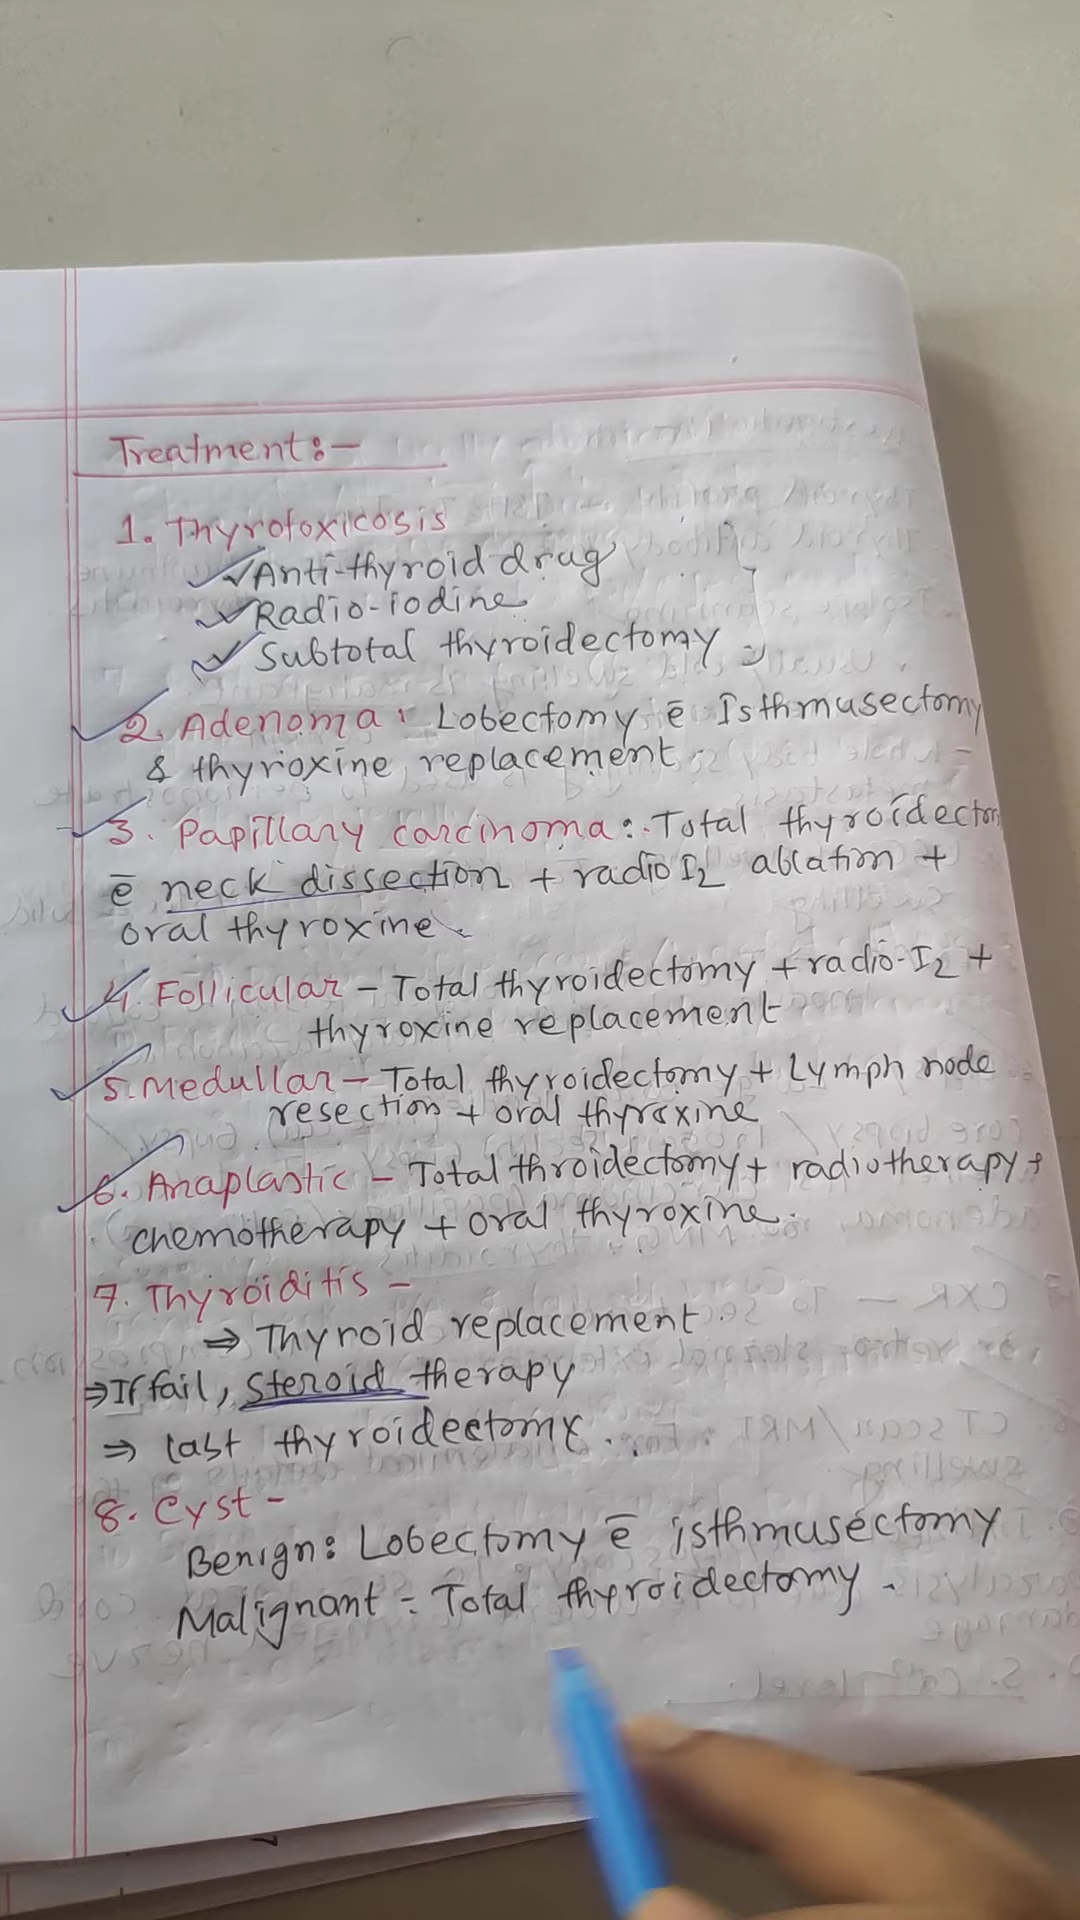 Treatment:-
1. Thyrotoxicosis
Anti-thyroid drug
Radio-iodine
Subtotal thyroidectomy
2. Adenoma: Lobectomy ē Isthmusectomy
& thyroxine replacement.
3. Papillary carcinoma:- Total thyroidectom
ē neck dissection + radio I2 ablation +
oral thyroxine.
4. Follicular - Total thyroidectomy + radio-I2 +
thyroxine replacement
5. Medullar - Total thyroidectomy + Lymph node
resection + oral thyroxine
6. Anaplastic - Total throidectomy + radiotherapy +
chemotherapy + oral thyroxine.
7. Thyroiditis -
⇒ Thyroid replacement.
⇒ If fail, steroid therapy
⇒ last thyroidectomy.
8. Cyst -
Benign: Lobectomy ē isthmusectomy
Malignant - Total thyroidectomy.